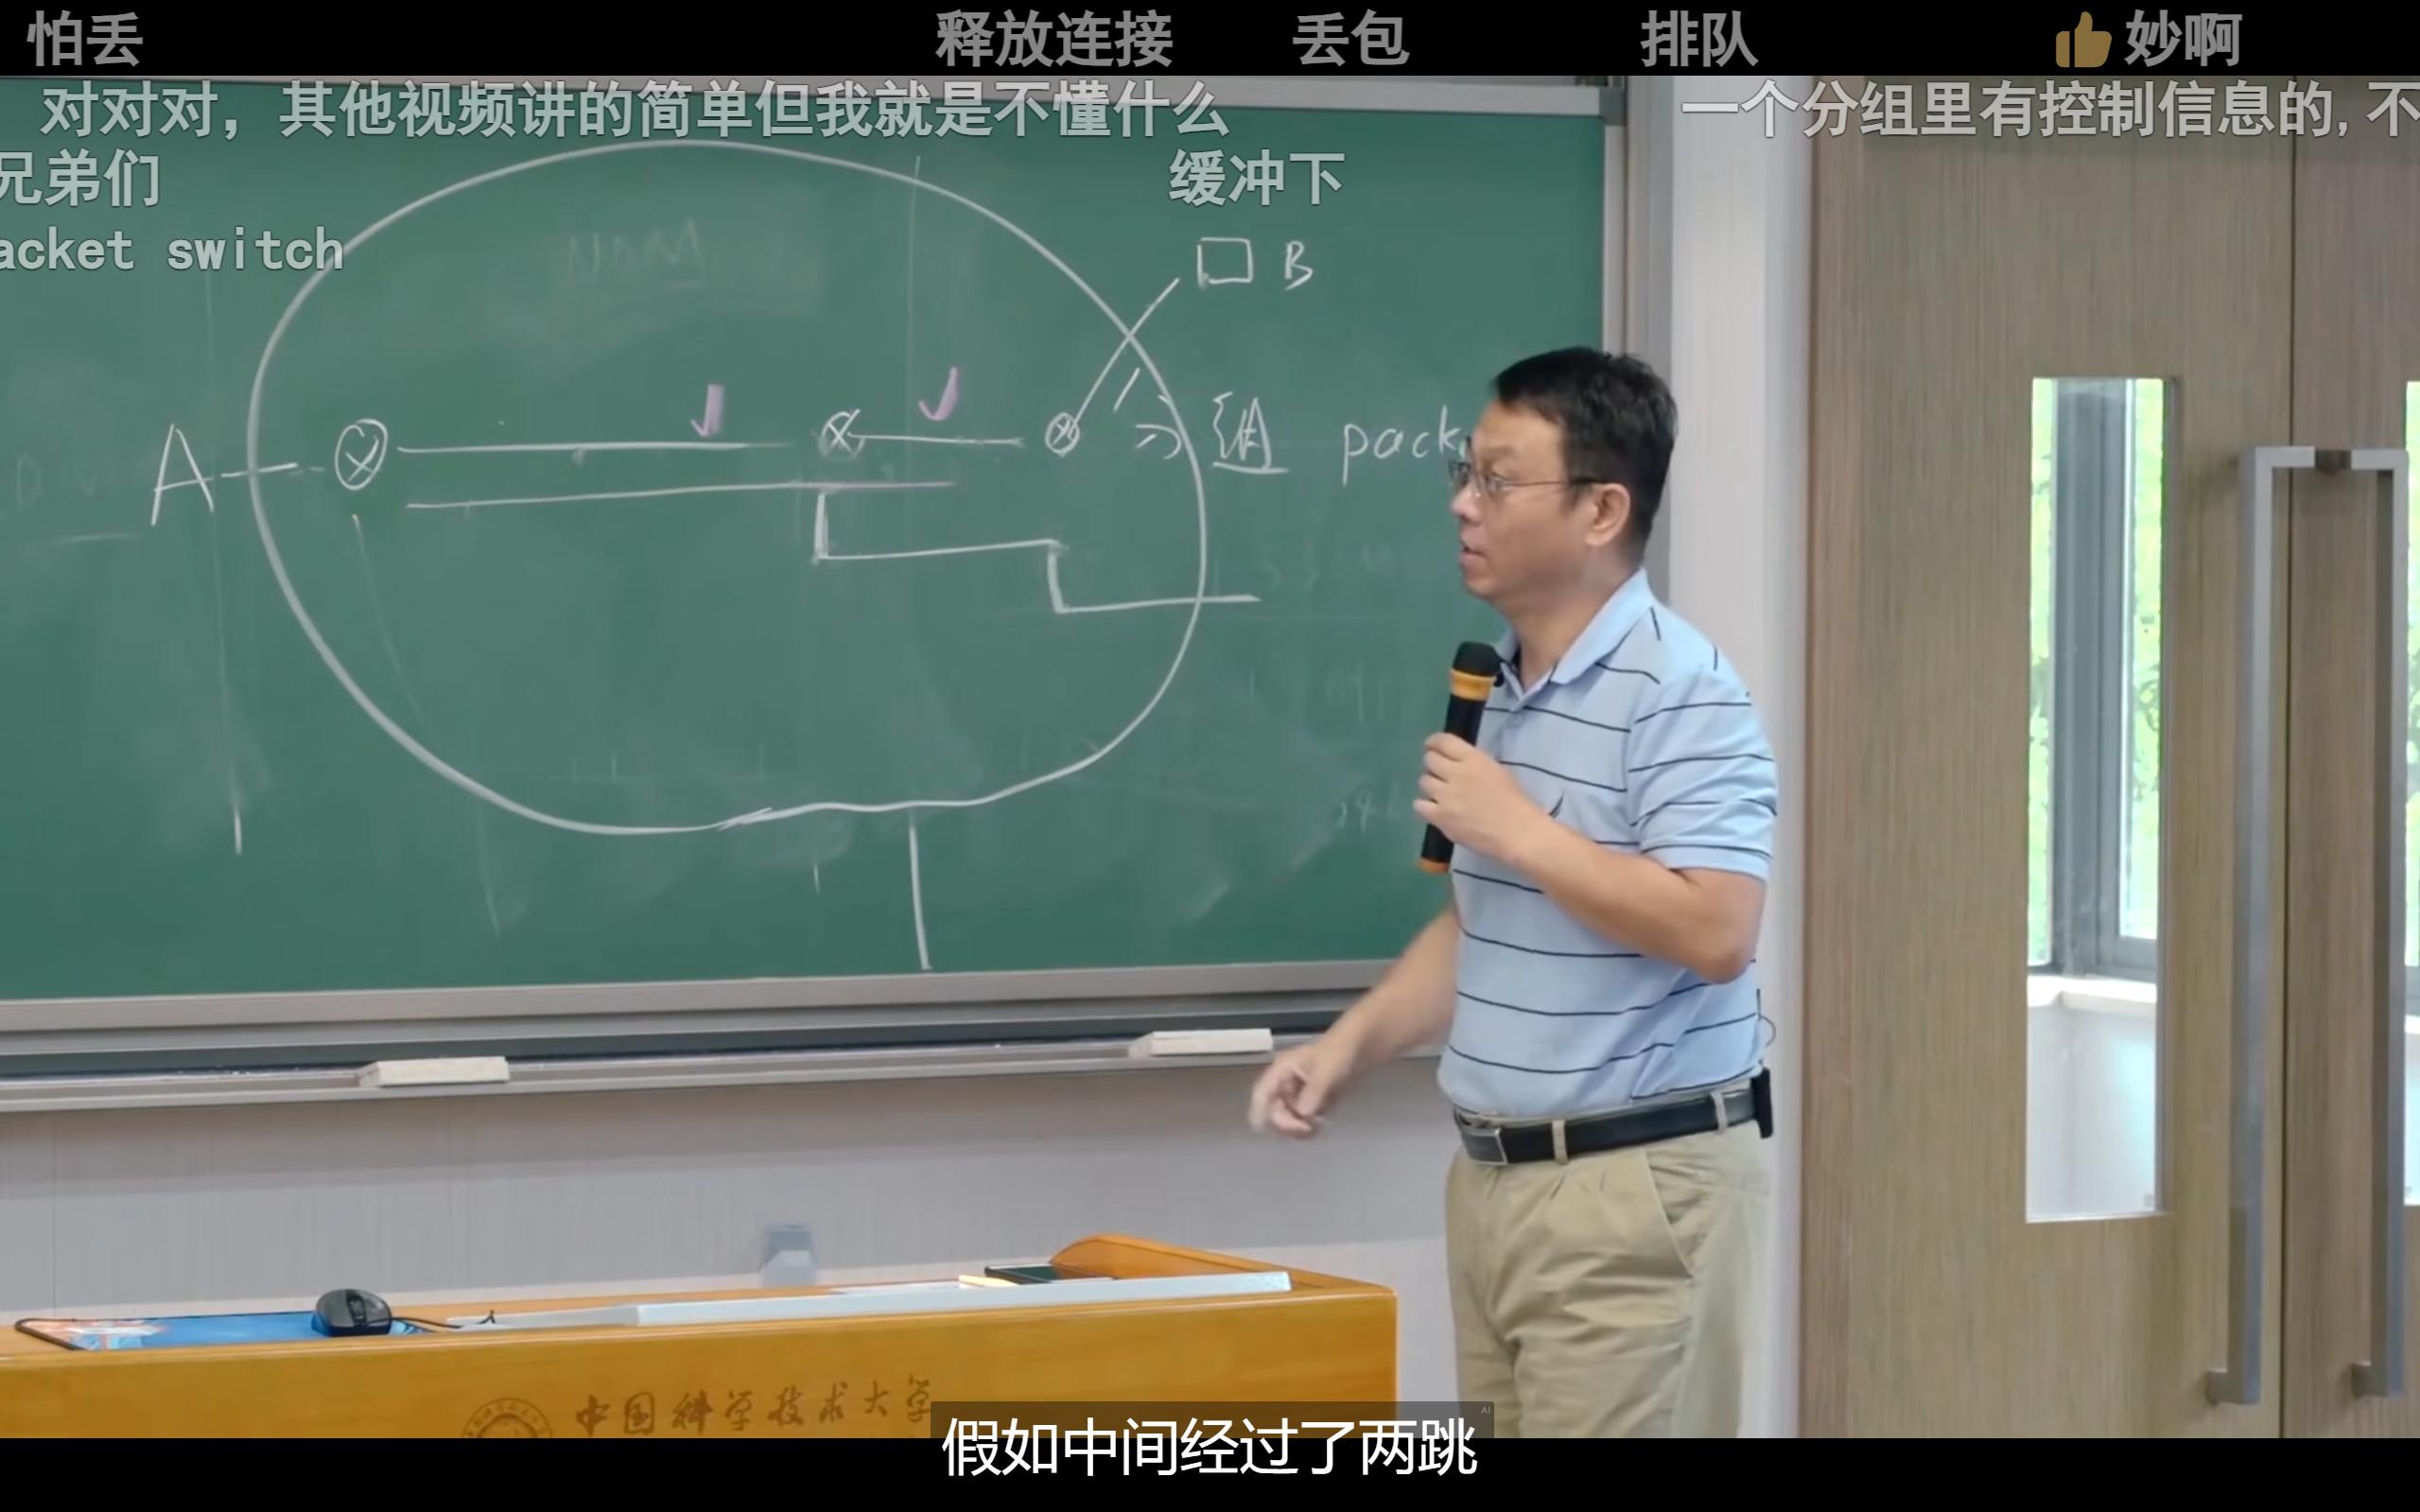 怕丢 释放连接 丢包 排队 妙啊
对对对，其他视频讲的简单但我就是不懂什么 一个分组里有控制信息的，不
兄弟们 缓冲下
acket switch
NDM
B
分组 pack
A
中国科学技术大学
假如中间经过了两跳
AI